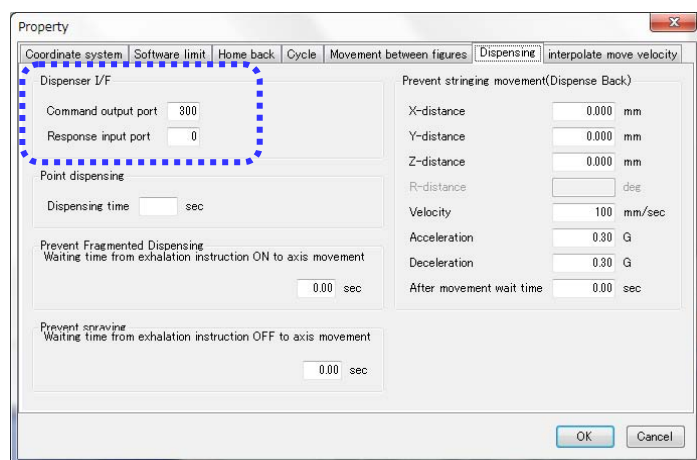 Property
Coordinate system Software limit Home back Cycle Movement between figures Dispensing interpolate move velocity
Dispenser I/F
Command output port 300
Response input port 0
Point dispensing
Dispensing time sec
Prevent Fragmented Dispensing
Waiting time from exhalation instruction ON to axis movement
0.00 sec
Prevent spraying
Waiting time from exhalation instruction OFF to axis movement
0.00 sec
Prevent stringing movement(Dispense Back)
X-distance 0.000 mm
Y-distance 0.000 mm
Z-distance 0.000 mm
R-distance deg
Velocity 100 mm/sec
Acceleration 0.30 G
Deceleration 0.30 G
After movement wait time 0.00 sec
OK Cancel